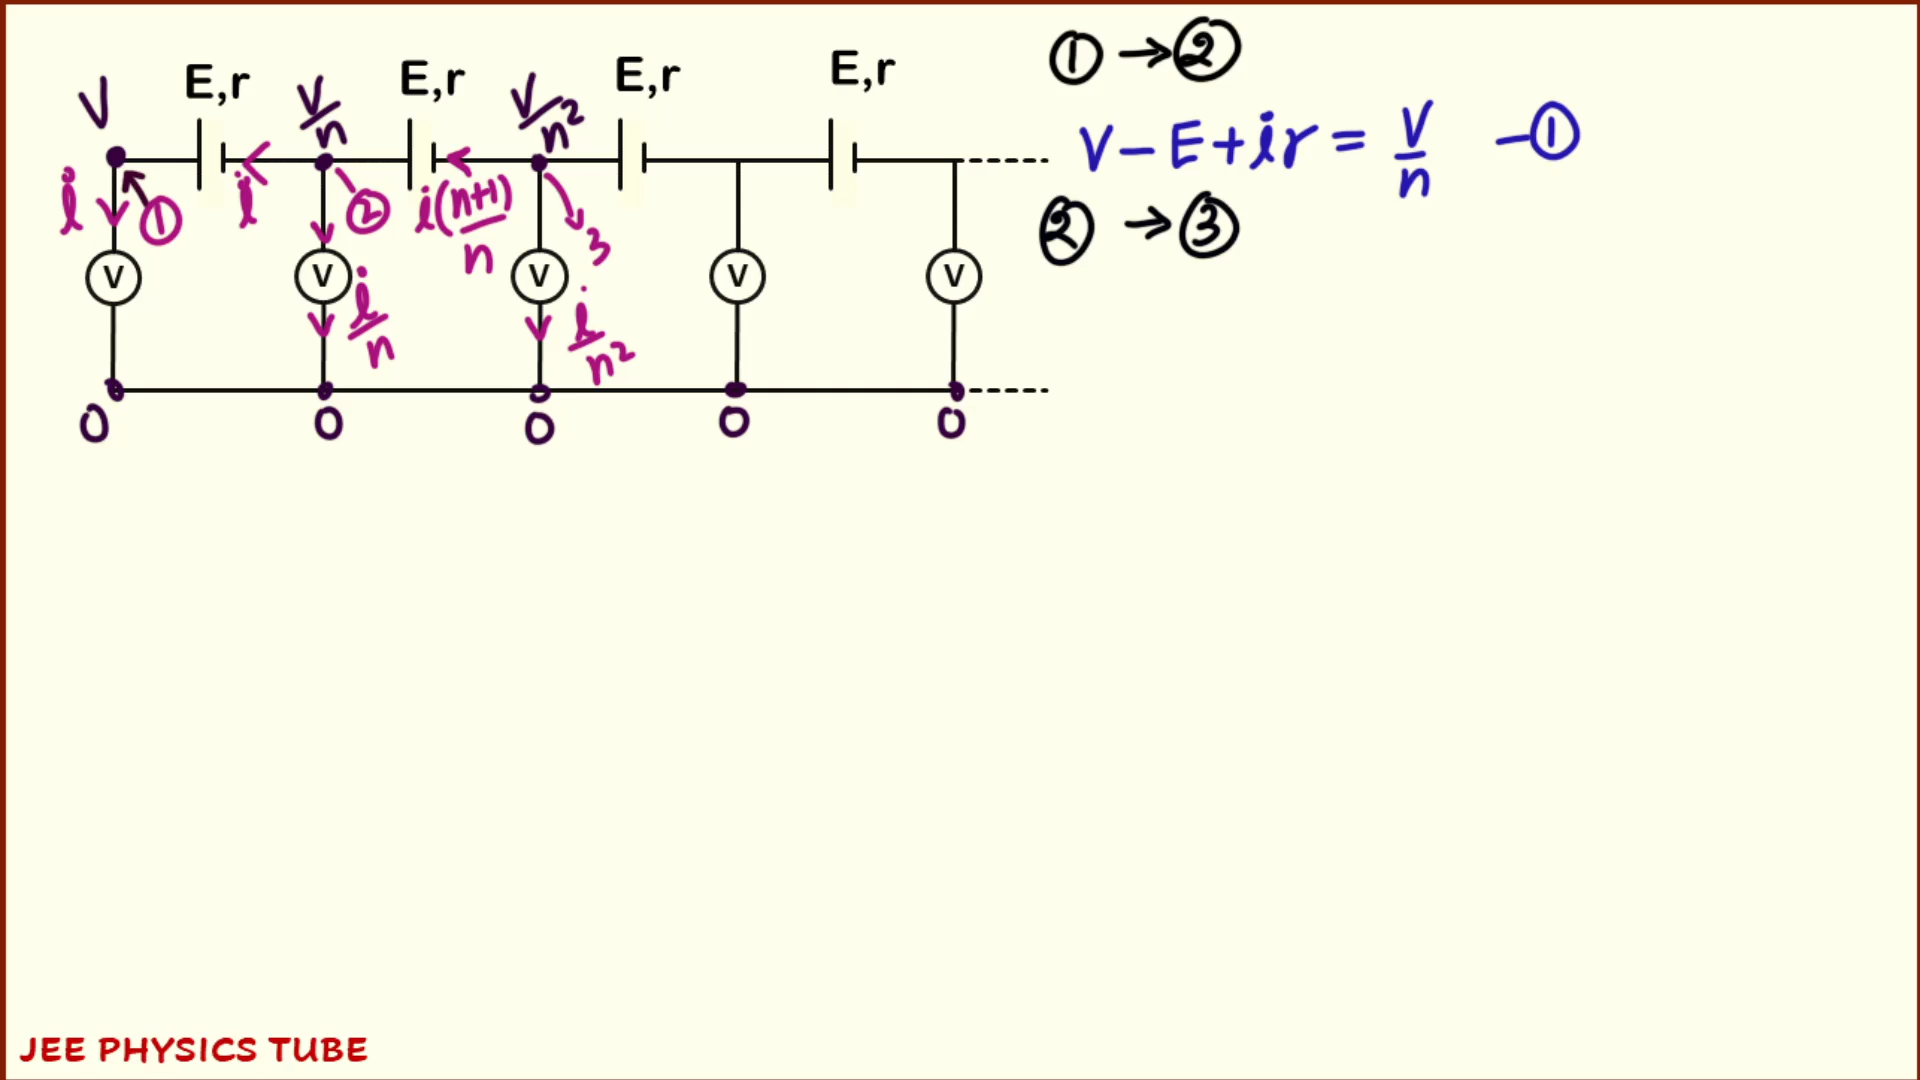 ① → ②
E,r E,r E,r E,r
V V/n V/n²
V - E + ir = V/n - ①
② → ③
i ① i ② i(n+1)/n 3
V V V V V
i/n i/n²
0 0 0 0 0
JEE PHYSICS TUBE